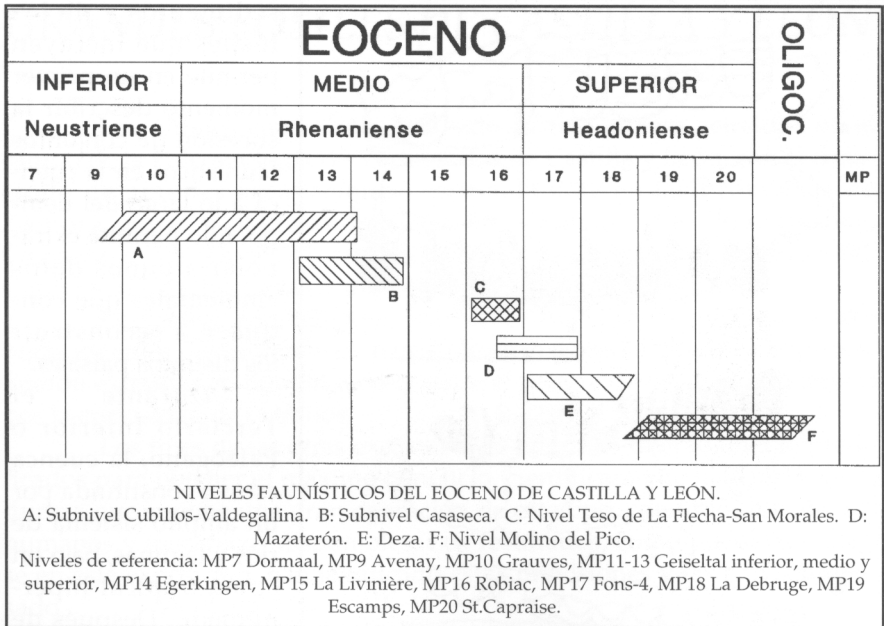 EOCENO
OLIGOC.
INFERIOR MEDIO SUPERIOR
Neustriense Rhenaniense Headoniense
7 9 10 11 12 13 14 15 16 17 18 19 20 MP
A
B
C
D
E
F
NIVELES FAUNÍSTICOS DEL EOCENO DE CASTILLA Y LEÓN.
A: Subnivel Cubillos-Valdegallina. B: Subnivel Casaseca. C: Nivel Teso de La Flecha-San Morales. D:
Mazaterón. E: Deza. F: Nivel Molino del Pico.
Niveles de referencia: MP7 Dormaal, MP9 Avenay, MP10 Grauves, MP11-13 Geiseltal inferior, medio y
superior, MP14 Egerkingen, MP15 La Livinière, MP16 Robiac, MP17 Fons-4, MP18 La Debruge, MP19
Escamps, MP20 St.Capraise.